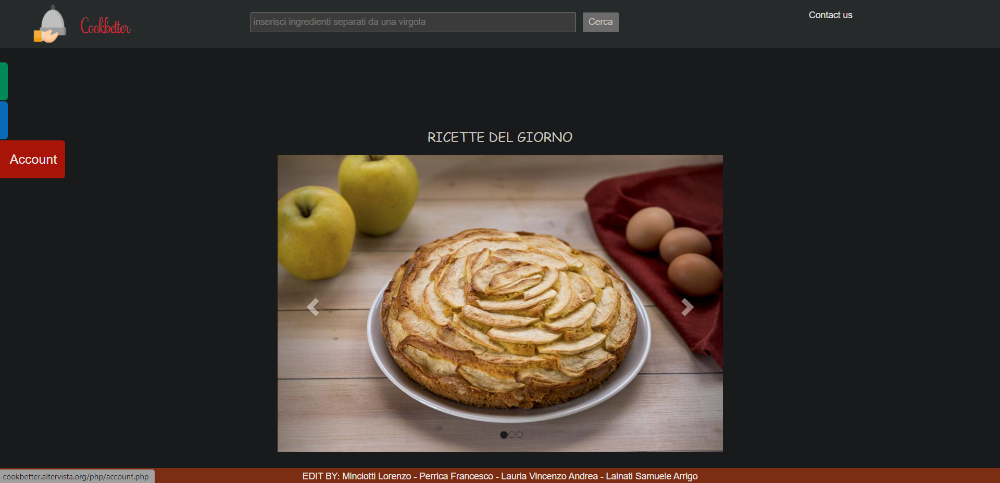 Cookbetter
inserisci ingredienti separati da una virgola
Cerca
Contact us
Account
RICETTE DEL GIORNO
EDIT BY: Minciotti Lorenzo - Perrica Francesco - Lauria Vincenzo Andrea - Lainati Samuele Arrigo
cookbetter.altervista.org/php/account.php